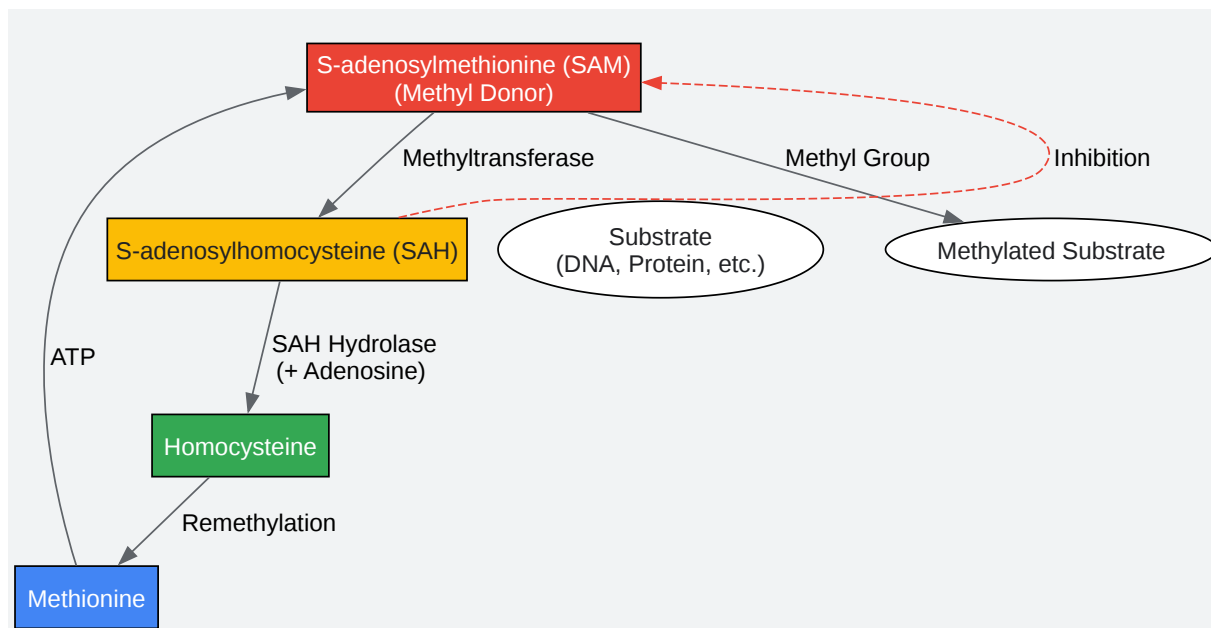 S-adenosylmethionine (SAM)
(Methyl Donor)
Methyltransferase
Methyl Group
Inhibition
S-adenosylhomocysteine (SAH)
Substrate
(DNA, Protein, etc.)
Methylated Substrate
ATP
SAH Hydrolase
(+ Adenosine)
Homocysteine
Remethylation
Methionine